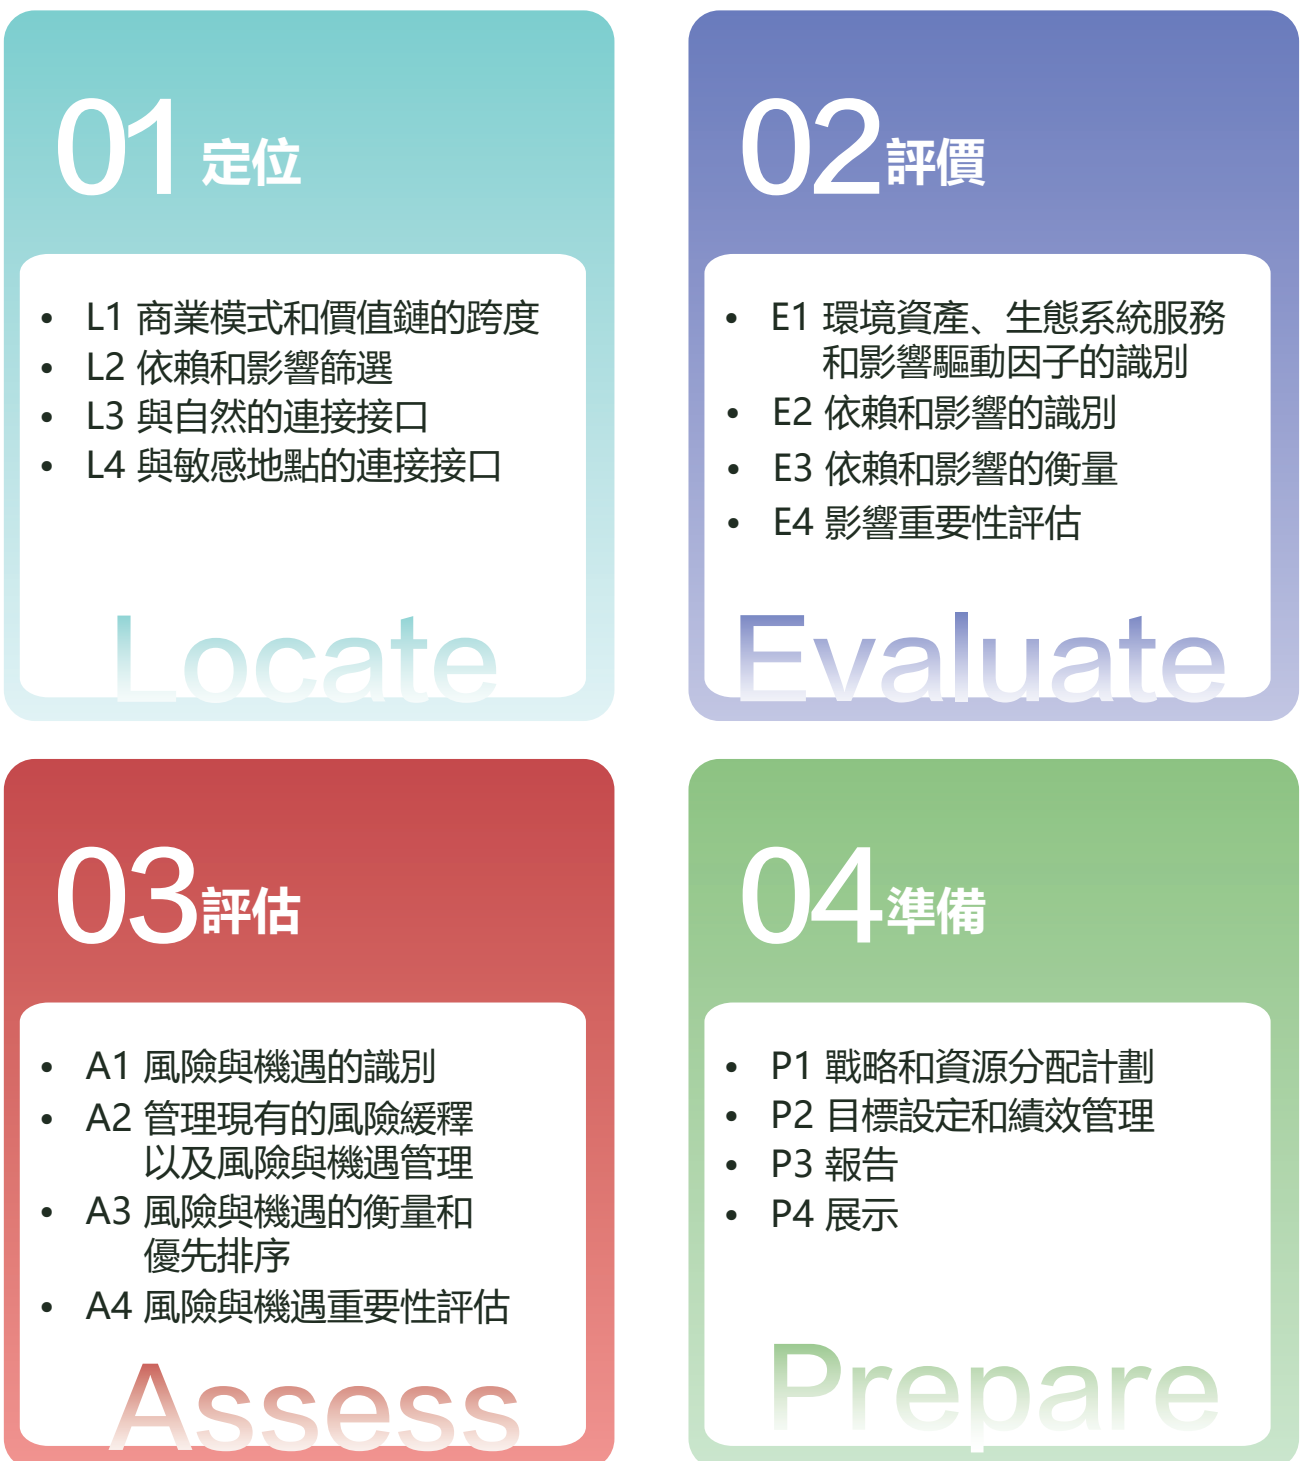 01 定位
• L1 商業模式和價值鏈的跨度
• L2 依賴和影響篩選
• L3 與自然的連接接口
• L4 與敏感地點的連接接口
Locate
02 評價
• E1 環境資產、生態系統服務
和影響驅動因子的識別
• E2 依賴和影響的識別
• E3 依賴和影響的衡量
• E4 影響重要性評估
Evaluate
03 評估
• A1 風險與機遇的識別
• A2 管理現有的風險緩釋
以及風險與機遇管理
• A3 風險與機遇的衡量和
優先排序
• A4 風險與機遇重要性評估
Assess
04 準備
• P1 戰略和資源分配計劃
• P2 目標設定和績效管理
• P3 報告
• P4 展示
Prepare